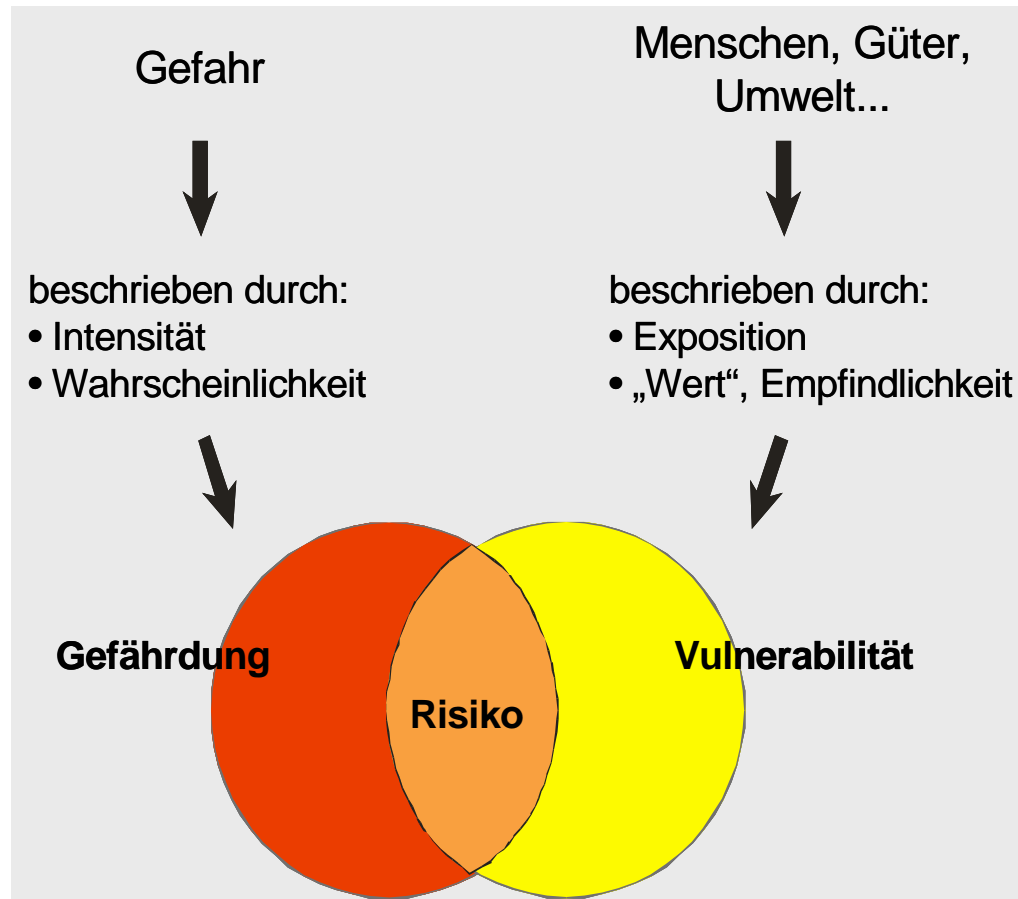 Gefahr
Menschen, Güter,
Umwelt...
beschrieben durch:
• Intensität
• Wahrscheinlichkeit
beschrieben durch:
• Exposition
• „Wert“, Empfindlichkeit
Gefährdung
Risiko
Vulnerabilität